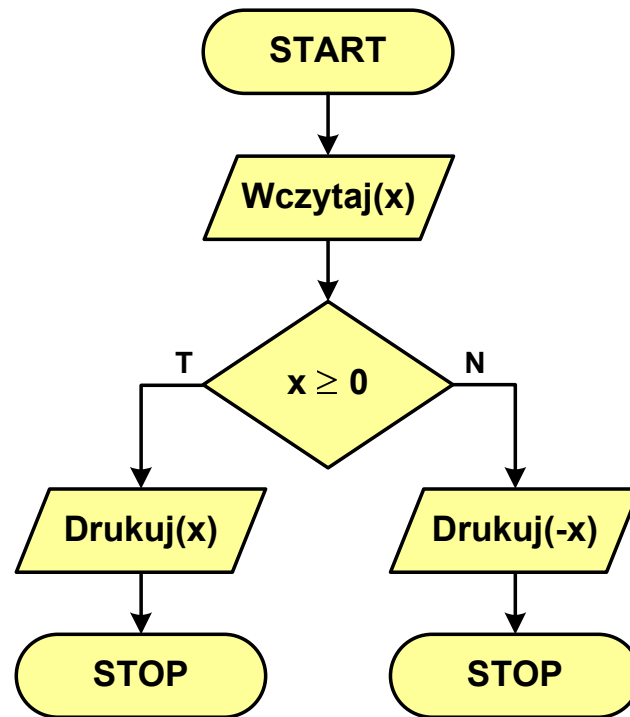 START
Wczytaj(x)
T
N
x ≥ 0
Drukuj(x)
Drukuj(-x)
STOP
STOP